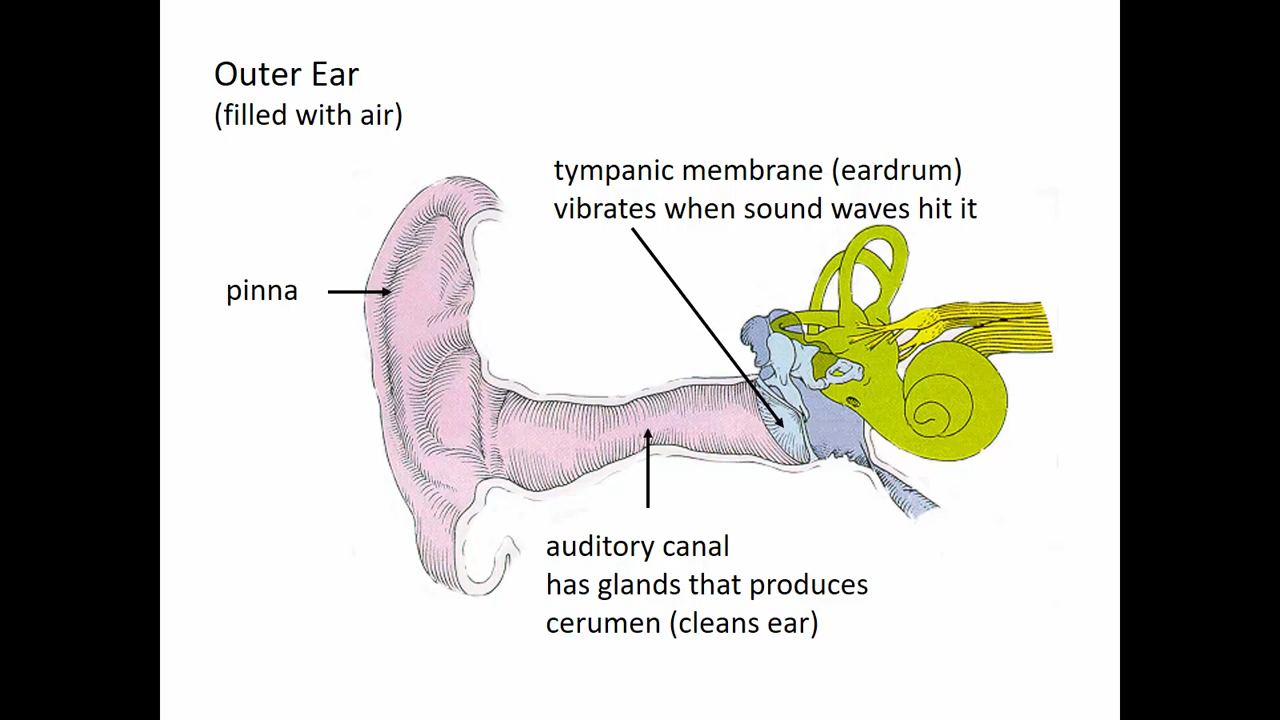 Outer Ear
(filled with air)
tympanic membrane (eardrum)
vibrates when sound waves hit it
pinna
auditory canal
has glands that produces
cerumen (cleans ear)